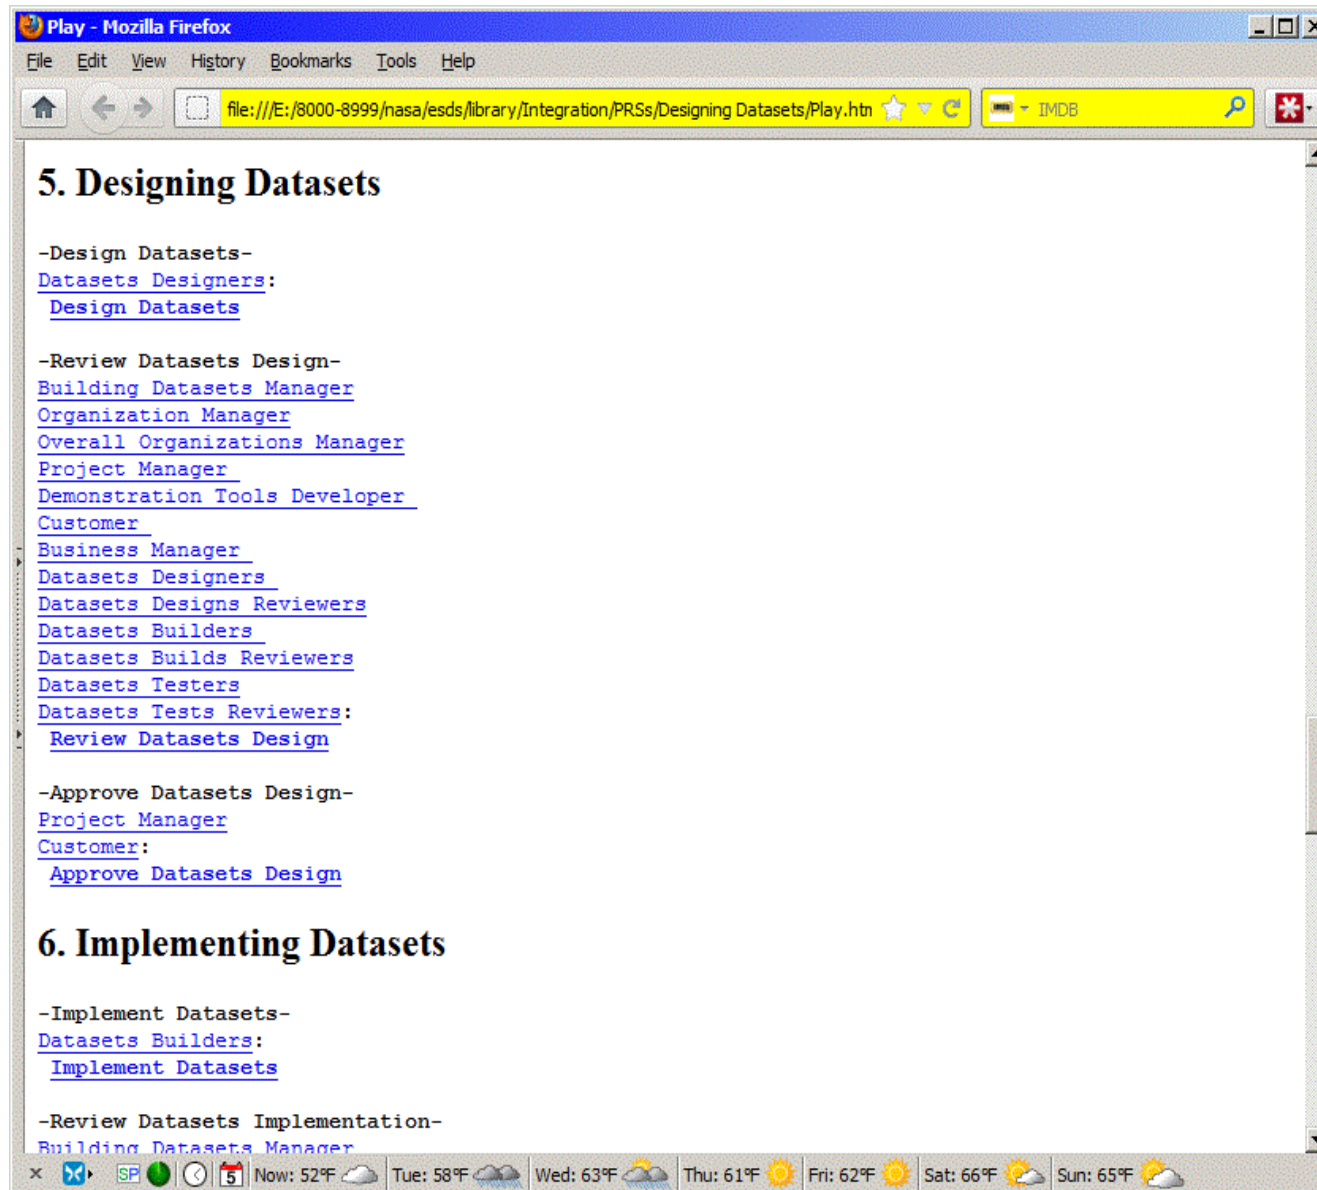 Play - Mozilla Firefox
File Edit View History Bookmarks Tools Help
file:///E:/8000-8999/nasa/esds/library/Integration/PRSs/Designing Datasets/Play.htn IMDB
5. Designing Datasets
-Design Datasets-
Datasets Designers:
Design Datasets
-Review Datasets Design-
Building Datasets Manager
Organization Manager
Overall Organizations Manager
Project Manager
Demonstration Tools Developer
Customer
Business Manager
Datasets Designers
Datasets Designs Reviewers
Datasets Builders
Datasets Builds Reviewers
Datasets Testers
Datasets Tests Reviewers:
Review Datasets Design
-Approve Datasets Design-
Project Manager
Customer:
Approve Datasets Design
6. Implementing Datasets
-Implement Datasets-
Datasets Builders:
Implement Datasets
-Review Datasets Implementation-
Building Datasets Manager
SP 5 Now: 52°F Tue: 58°F Wed: 63°F Thu: 61°F Fri: 62°F Sat: 66°F Sun: 65°F